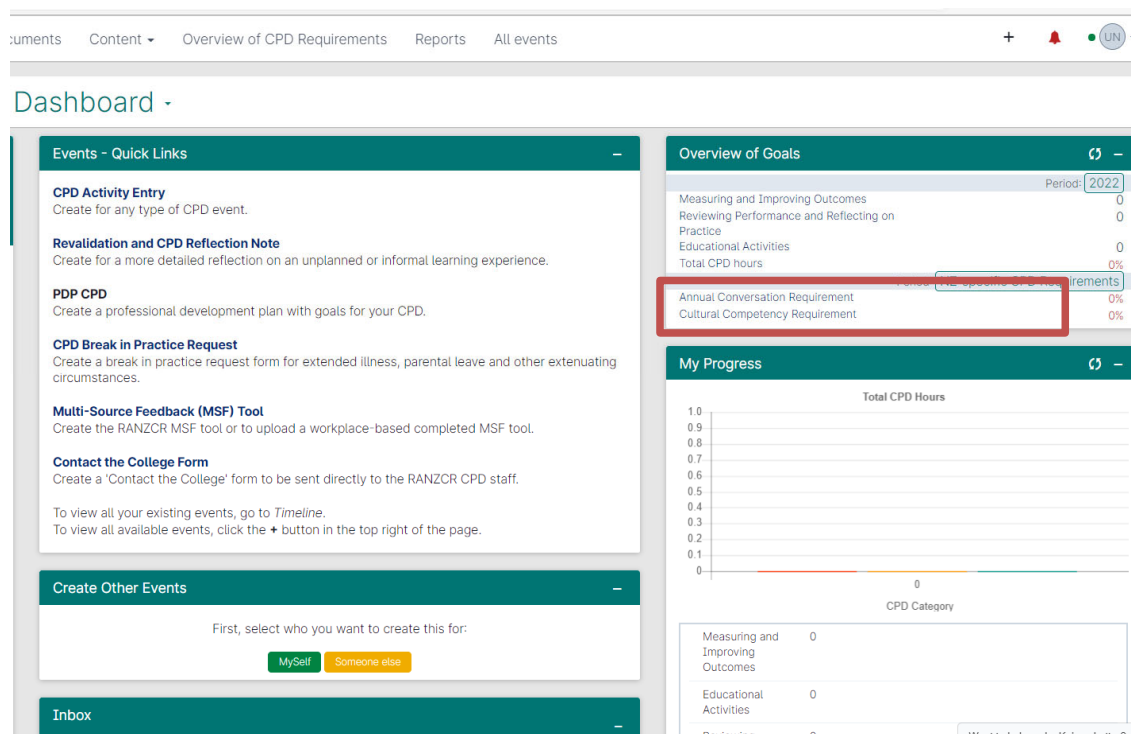 Content
Overview of CPD Requirements
Reports
All events
+
UN
Dashboard
Events - Quick Links
CPD Activity Entry
Create for any type of CPD event.
Revalidation and CPD Reflection Note
Create for a more detailed reflection on an unplanned or informal learning experience.
PDP CPD
Create a professional development plan with goals for your CPD.
CPD Break in Practice Request
Create a break in practice request form for extended illness, parental leave and other extenuating
circumstances.
Multi-Source Feedback (MSF) Tool
Create the RANZCR MSF tool or to upload a workplace-based completed MSF tool.
Contact the College Form
Create a 'Contact the College' form to be sent directly to the RANZCR CPD staff.
To view all your existing events, go to Timeline.
To view all available events, click the + button in the top right of the page.
Create Other Events
First, select who you want to create this for:
MySelf
Someone else
Inbox
Overview of Goals
Period: 2022
Measuring and Improving Outcomes 0
Reviewing Performance and Reflecting on 0
Practice
Educational Activities 0
Total CPD hours 0%
NZ specific CPD Requirements
Annual Conversation Requirement 0%
Cultural Competency Requirement 0%
My Progress
Total CPD Hours
1.0
0.9
0.8
0.7
0.6
0.5
0.4
0.3
0.2
0.1
0
0
CPD Category
Measuring and 0
Improving
Outcomes
Educational 0
Activities